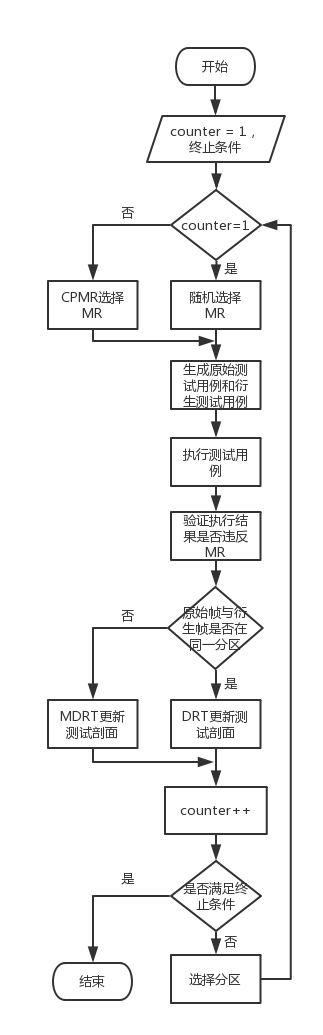 开始
counter = 1，
终止条件
counter=1
否
是
CPMR选择
MR
随机选择
MR
生成原始测
试用例和衍
生测试用例
执行测试用
例
验证执行结
果是否违反
MR
原始帧与衍
生帧是否在
同一分区
否
是
MDRT更新
测试剖面
DRT更新测
试剖面
counter++
是否满足终
止条件
是
否
结束
选择分区